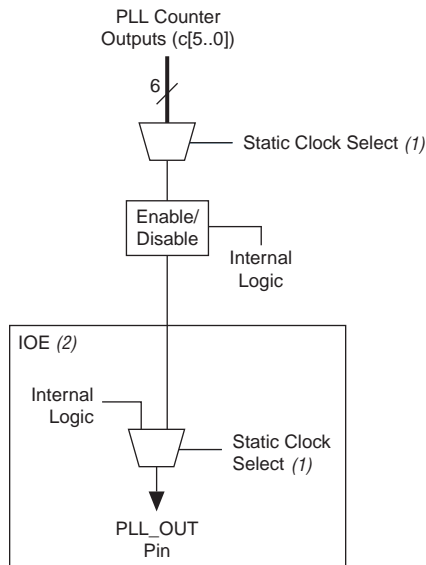 PLL Counter
Outputs (c[5..0])
6
Static Clock Select (1)
Enable/
Disable
Internal
Logic
IOE (2)
Internal
Logic
Static Clock
Select (1)
PLL_OUT
Pin